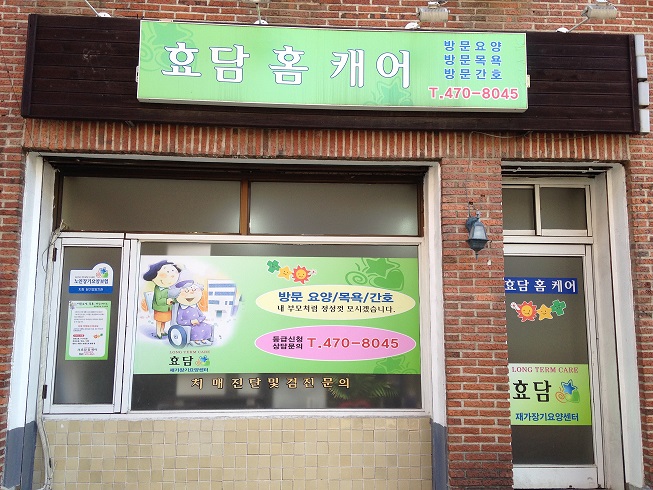 효담 홈 케어
방문요양
방문목욕
방문간호
T.470-8045
LONG TERM CARE
노인장기요양보험
방문 요양/목욕/간호
내 부모처럼 정성껏 모시겠습니다.
등급신청
상담문의
T.470-8045
LONG TERM CARE
효담
재가장기요양센터
치매진단및검진문의
효담 홈 케어
LONG TERM CARE
효담
재가장기요양센터